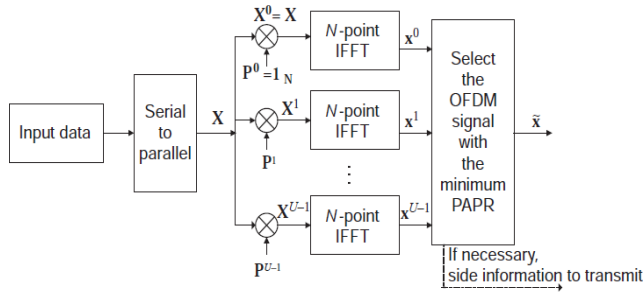 X⁰= X
N-point
IFFT
x⁰
P⁰ =1 N
Input data
Serial
to
parallel
X
X¹
N-point
IFFT
x¹
P¹
⋮
X^{U–1}
N-point
IFFT
x^{U–1}
P^{U–1}
Select
the
OFDM
signal
with
the
minimum
PAPR
x̃
If necessary,
side information to transmit